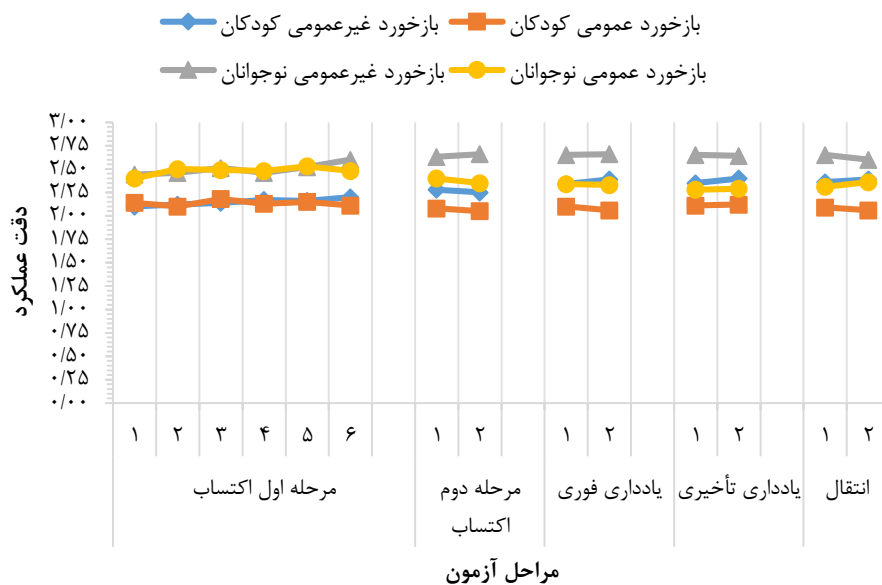 بازخورد غیرعمومی کودکان
بازخورد عمومی کودکان
بازخورد غیرعمومی نوجوانان
بازخورد عمومی نوجوانان
۳/۰۰
۲/۷۵
۲/۵۰
۲/۲۵
۲/۰۰
۱/۷۵
۱/۵۰
۱/۲۵
۱/۰۰
۰/۷۵
۰/۵۰
۰/۲۵
۰/۰۰
دقت عملکرد
۱ ۲ ۳ ۴ ۵ ۶ ۱ ۲ ۱ ۲ ۱ ۲ ۱ ۲
مرحله اول اکتساب
مرحله دوم
اکتساب
یادداری فوری
یادداری تأخیری
انتقال
مراحل آزمون